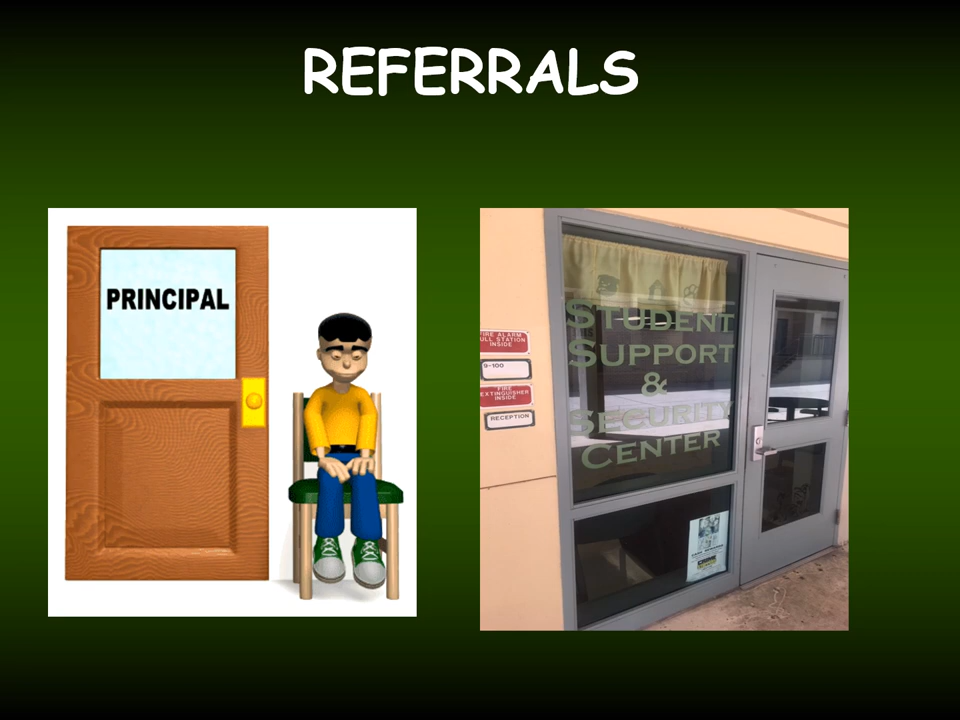 REFERRALS
PRINCIPAL
FIRE ALARM
PULL STATION
INSIDE
9-100
FIRE
EXTINGUISHER
INSIDE
RECEPTION
STUDENT
SUPPORT
&
SECURITY
CENTER